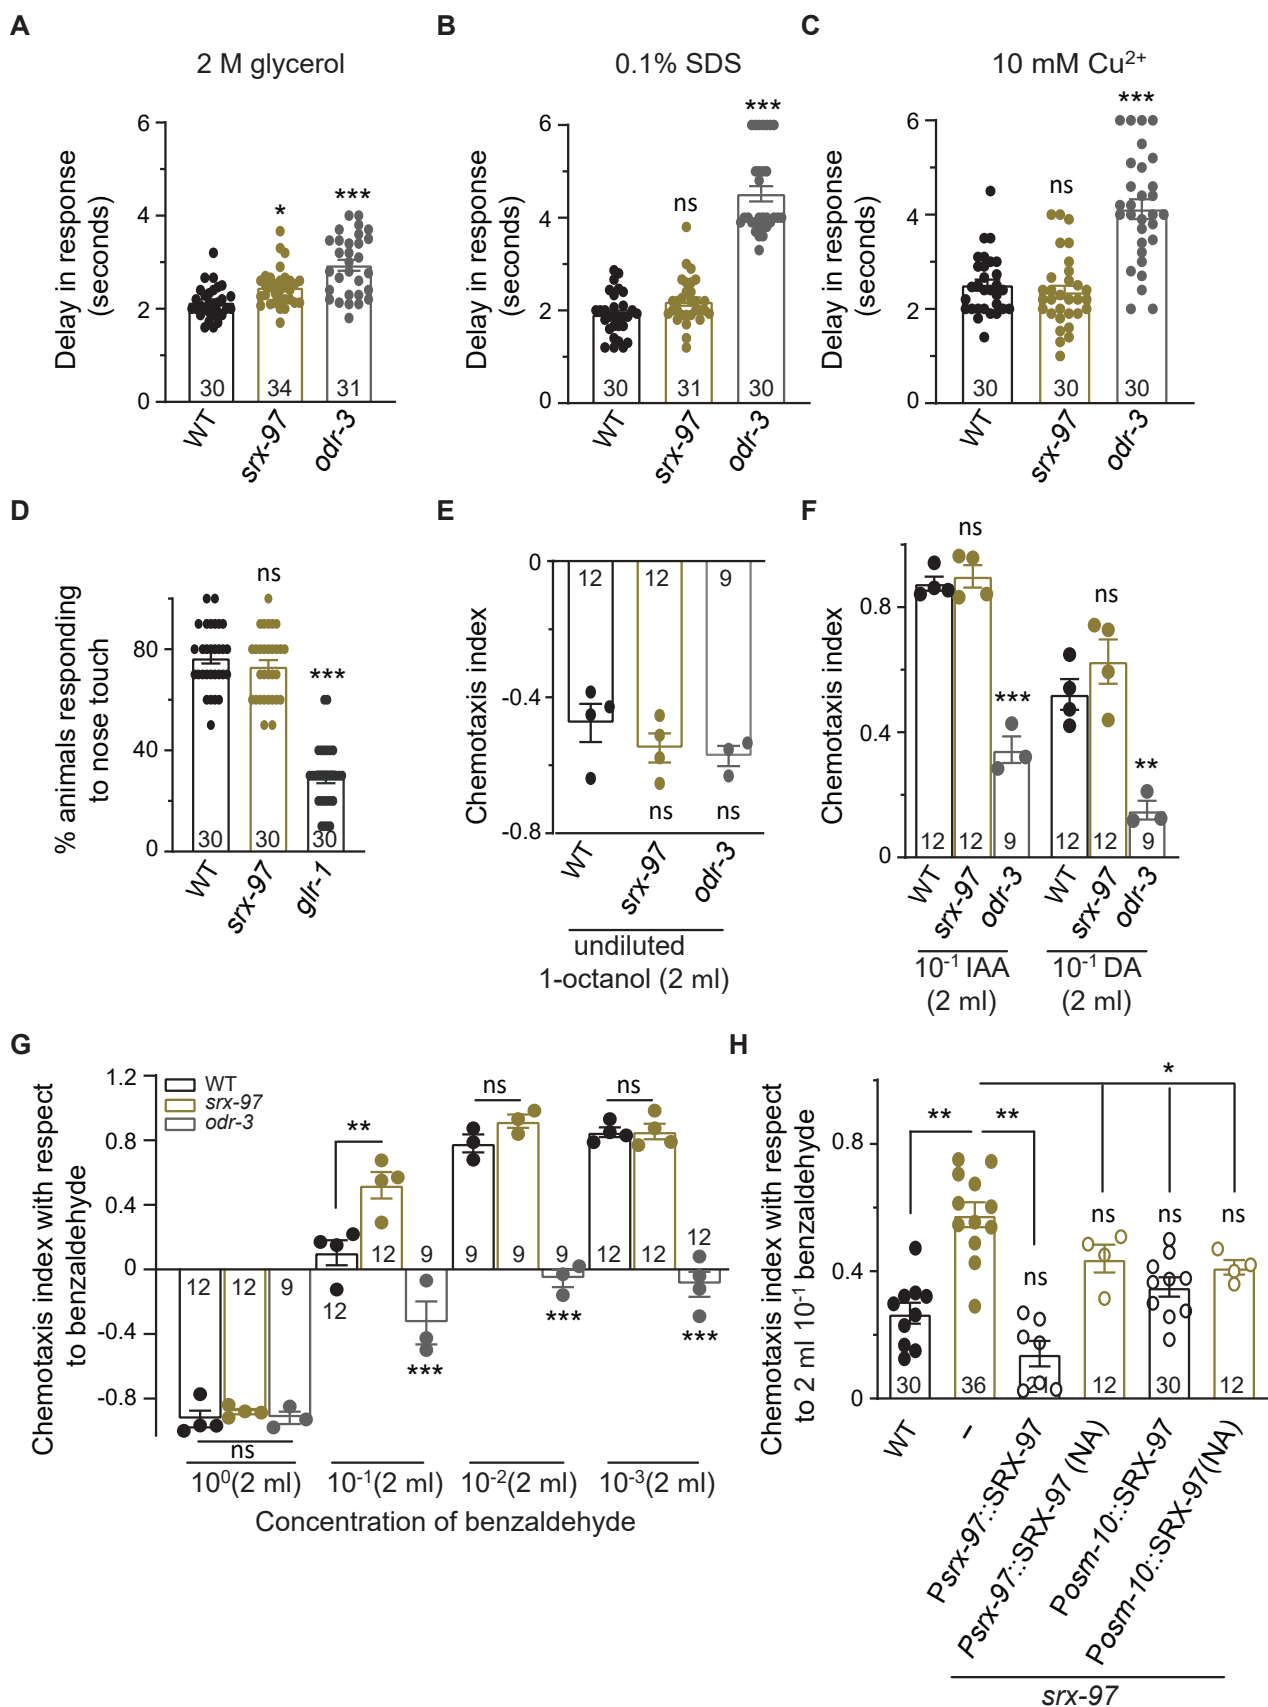 A
B
C
2 M glycerol
0.1% SDS
10 mM Cu²⁺
Delay in response
(seconds)
6
4
2
0
*
***
30
34
31
WT
srx-97
odr-3
Delay in response
(seconds)
6
4
2
0
ns
***
30
31
30
WT
srx-97
odr-3
Delay in response
(seconds)
6
4
2
0
ns
***
30
30
30
WT
srx-97
odr-3
D
E
F
% animals responding
to nose touch
80
40
0
ns
***
30
30
30
WT
srx-97
glr-1
Chemotaxis index
0
-0.4
-0.8
12
12
9
ns
ns
WT
srx-97
odr-3
undiluted
1-octanol (2 ml)
Chemotaxis index
0.8
0.4
0
ns
***
ns
**
12
12
9
12
12
9
WT
srx-97
odr-3
WT
srx-97
odr-3
10⁻¹ IAA
(2 ml)
10⁻¹ DA
(2 ml)
G
H
Chemotaxis index with respect
to benzaldehyde
1.2
0.8
0.4
0
-0.4
-0.8
WT
srx-97
odr-3
**
ns
ns
12
12
9
12
12
9
9
9
9
12
12
12
***
***
***
ns
10⁰(2 ml)
10⁻¹(2 ml)
10⁻²(2 ml)
10⁻³(2 ml)
Concentration of benzaldehyde
Chemotaxis index with respect
to 2 ml 10⁻¹ benzaldehyde
0.8
0.4
0
**
**
*
ns
ns
ns
ns
30
36
21
12
30
12
WT
–
Psrx-97::SRX-97
Psrx-97::SRX-97 (NA)
Posm-10::SRX-97
Posm-10::SRX-97(NA)
srx-97